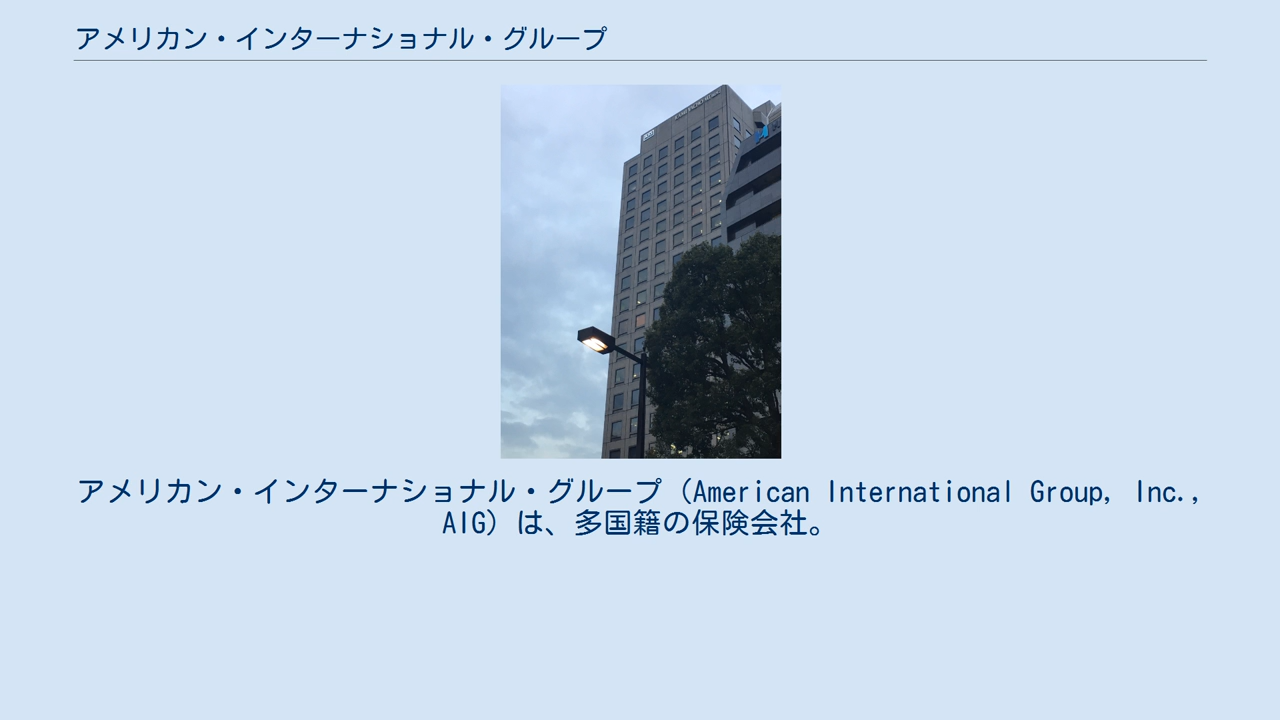 アメリカン・インターナショナル・グループ
アメリカン・インターナショナル・グループ（American International Group, Inc.,
AIG）は、多国籍の保険会社。